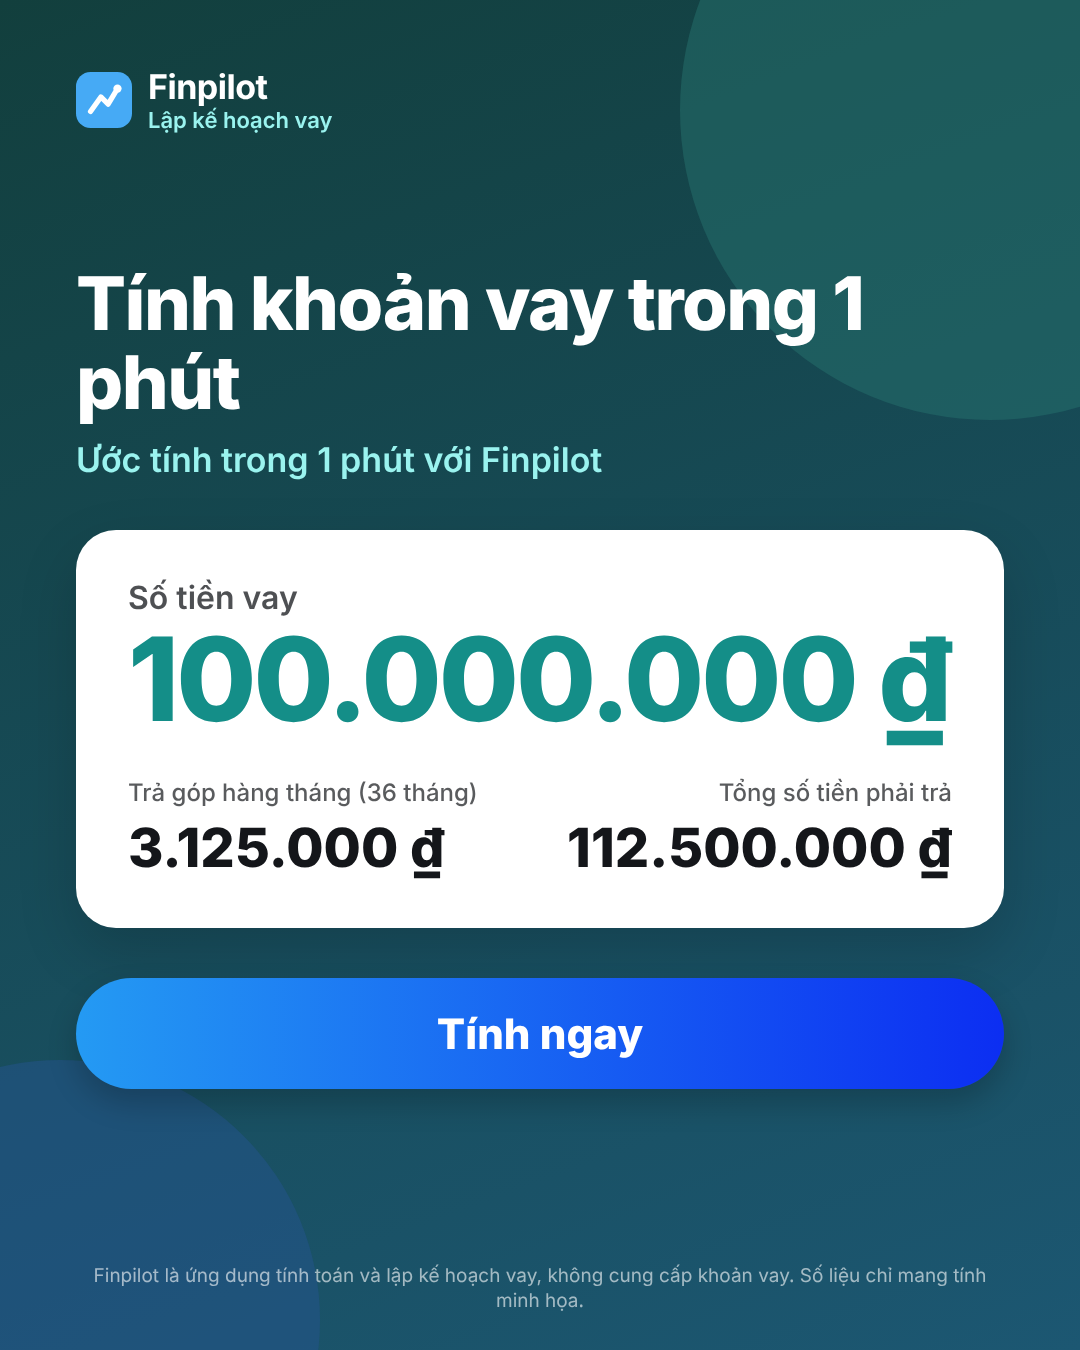 Finpilot
Lập kế hoạch vay
Tính khoản vay trong 1
phút
Ước tính trong 1 phút với Finpilot
Số tiền vay
100.000.000 ₫
Trả góp hàng tháng (36 tháng)
Tổng số tiền phải trả
3.125.000 ₫
112.500.000 ₫
Tính ngay
Finpilot là ứng dụng tính toán và lập kế hoạch vay, không cung cấp khoản vay. Số liệu chỉ mang tính
minh họa.